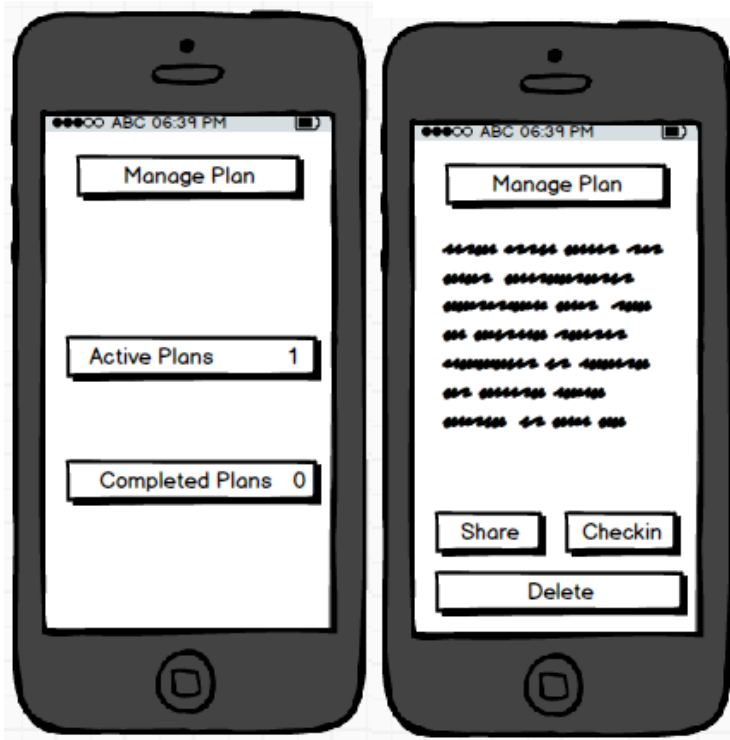 ABC 06:39 PM
Manage Plan
Active Plans 1
Completed Plans 0
ABC 06:39 PM
Manage Plan
Share Checkin
Delete